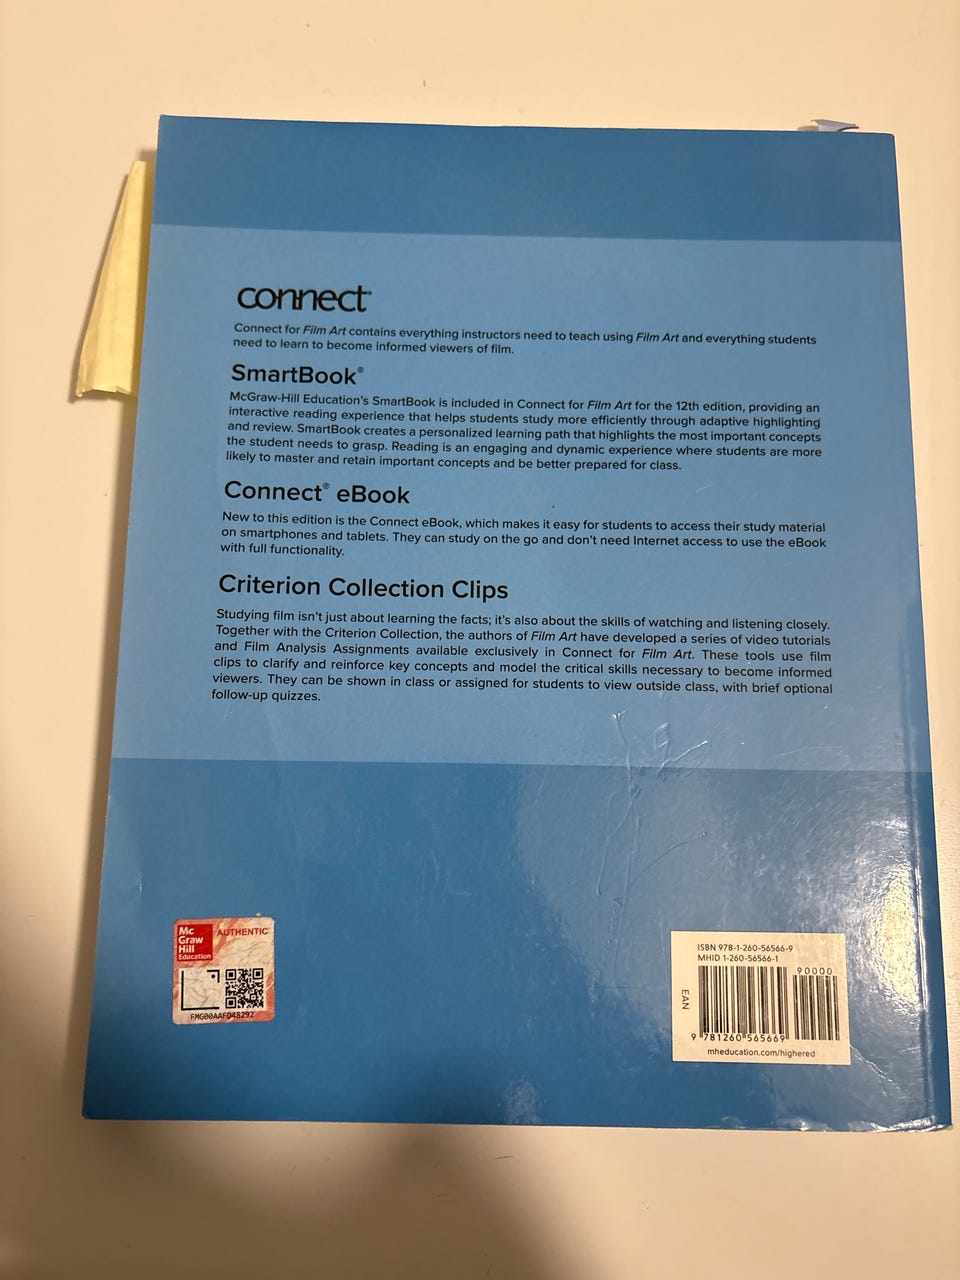 connect®
Connect for Film Art contains everything instructors need to teach using Film Art and everything students
need to learn to become informed viewers of film.
SmartBook®
McGraw-Hill Education's SmartBook is included in Connect for Film Art for the 12th edition, providing an
interactive reading experience that helps students study more efficiently through adaptive highlighting
and review. SmartBook creates a personalized learning path that highlights the most important concepts
the student needs to grasp. Reading is an engaging and dynamic experience where students are more
likely to master and retain important concepts and be better prepared for class.
Connect® eBook
New to this edition is the Connect eBook, which makes it easy for students to access their study material
on smartphones and tablets. They can study on the go and don't need Internet access to use the eBook
with full functionality.
Criterion Collection Clips
Studying film isn't just about learning the facts; it's also about the skills of watching and listening closely.
Together with the Criterion Collection, the authors of Film Art have developed a series of video tutorials
and Film Analysis Assignments available exclusively in Connect for Film Art. These tools use film
clips to clarify and reinforce key concepts and model the critical skills necessary to become informed
viewers. They can be shown in class or assigned for students to view outside class, with brief optional
follow-up quizzes.
Mc
Graw
Hill
Education
AUTHENTIC
FMG00AAFD48292
ISBN 978-1-260-56566-9
MHID 1-260-56566-1
90000
EAN
9 781260 565669
mheducation.com/highered